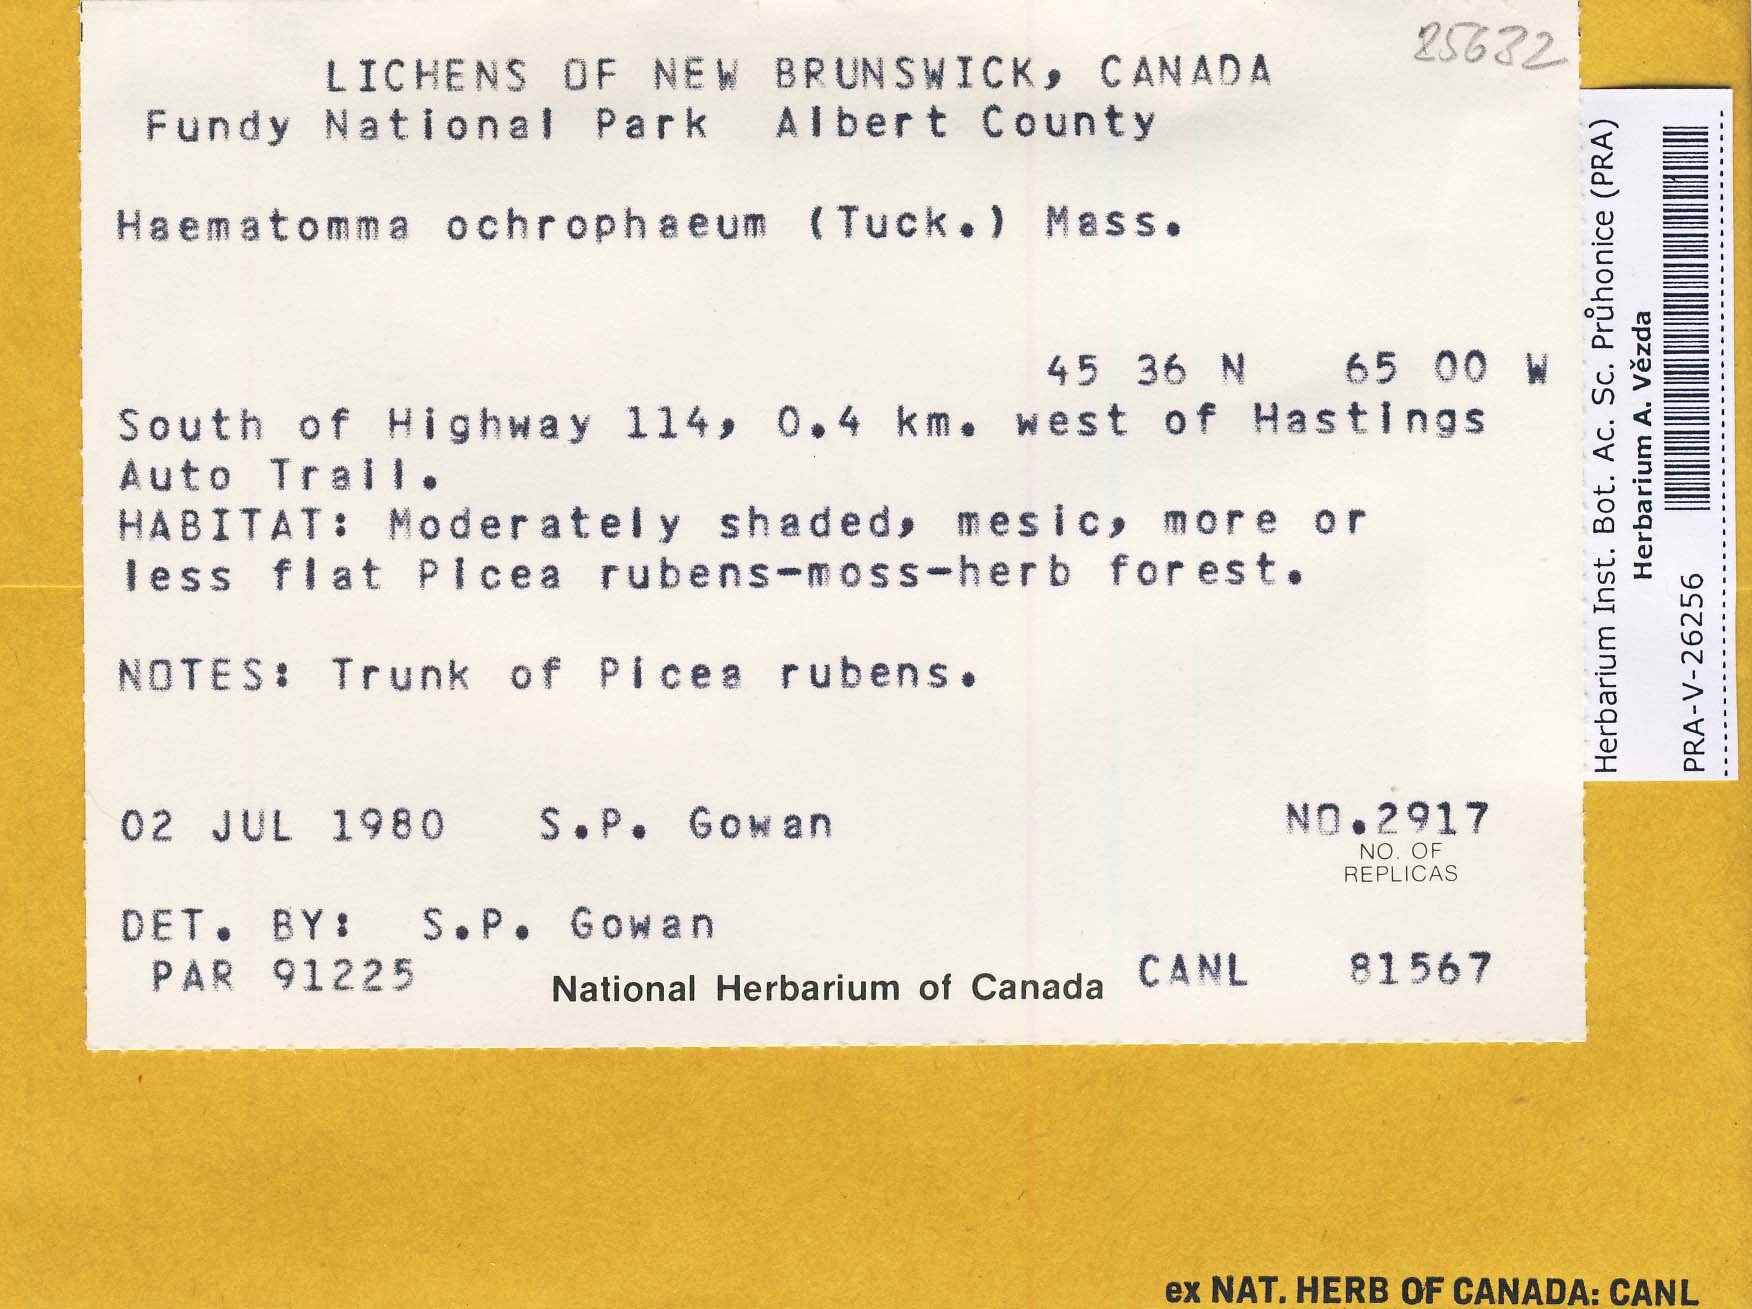 25632
LICHENS OF NEW BRUNSWICK, CANADA
Fundy National Park Albert County
Haematomma ochrophaeum (Tuck.) Mass.
45 36 N 65 00 W
South of Highway 114, 0.4 km. west of Hastings
Auto Trail.
HABITAT: Moderately shaded, mesic, more or
less flat Picea rubens-moss-herb forest.
NOTES: Trunk of Picea rubens.
02 JUL 1980 S.P. Gowan NO.2917
NO. OF
REPLICAS
DET. BY: S.P. Gowan
PAR 91225 National Herbarium of Canada CANL 81567
Herbarium Inst. Bot. Ac. Sc. Průhonice (PRA)
Herbarium A. Vězda
PRA-V-26256
ex NAT. HERB OF CANADA: CANL